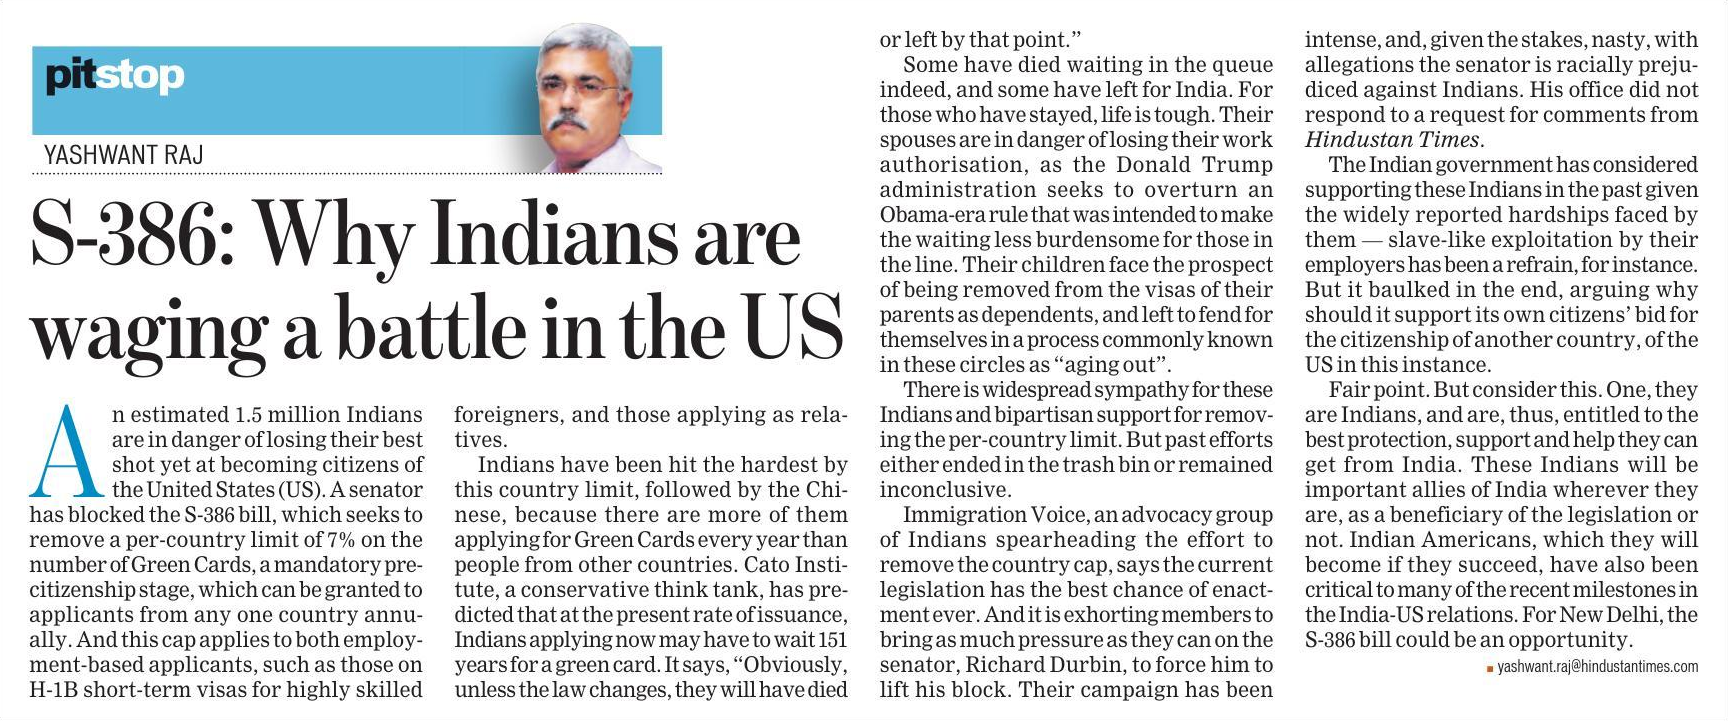 pitstop
YASHWANT RAJ
S-386: Why Indians are
waging a battle in the US
An estimated 1.5 million Indians
are in danger of losing their best
shot yet at becoming citizens of
the United States (US). A senator
has blocked the S-386 bill, which seeks to
remove a per-country limit of 7% on the
number of Green Cards, a mandatory pre-
citizenship stage, which can be granted to
applicants from any one country annu-
ally. And this cap applies to both employ-
ment-based applicants, such as those on
H-1B short-term visas for highly skilled
foreigners, and those applying as rela-
tives.
Indians have been hit the hardest by
this country limit, followed by the Chi-
nese, because there are more of them
applying for Green Cards every year than
people from other countries. Cato Insti-
tute, a conservative think tank, has pre-
dicted that at the present rate of issuance,
Indians applying now may have to wait 151
years for a green card. It says, “Obviously,
unless the law changes, they will have died
or left by that point.”
Some have died waiting in the queue
indeed, and some have left for India. For
those who have stayed, life is tough. Their
spouses are in danger of losing their work
authorisation, as the Donald Trump
administration seeks to overturn an
Obama-era rule that was intended to make
the waiting less burdensome for those in
the line. Their children face the prospect
of being removed from the visas of their
parents as dependents, and left to fend for
themselves in a process commonly known
in these circles as “aging out”.
There is widespread sympathy for these
Indians and bipartisan support for remov-
ing the per-country limit. But past efforts
either ended in the trash bin or remained
inconclusive.
Immigration Voice, an advocacy group
of Indians spearheading the effort to
remove the country cap, says the current
legislation has the best chance of enact-
ment ever. And it is exhorting members to
bring as much pressure as they can on the
senator, Richard Durbin, to force him to
lift his block. Their campaign has been
intense, and, given the stakes, nasty, with
allegations the senator is racially preju-
diced against Indians. His office did not
respond to a request for comments from
Hindustan Times.
The Indian government has considered
supporting these Indians in the past given
the widely reported hardships faced by
them — slave-like exploitation by their
employers has been a refrain, for instance.
But it baulked in the end, arguing why
should it support its own citizens’ bid for
the citizenship of another country, of the
US in this instance.
Fair point. But consider this. One, they
are Indians, and are, thus, entitled to the
best protection, support and help they can
get from India. These Indians will be
important allies of India wherever they
are, as a beneficiary of the legislation or
not. Indian Americans, which they will
become if they succeed, have also been
critical to many of the recent milestones in
the India-US relations. For New Delhi, the
S-386 bill could be an opportunity.
yashwant.raj@hindustantimes.com